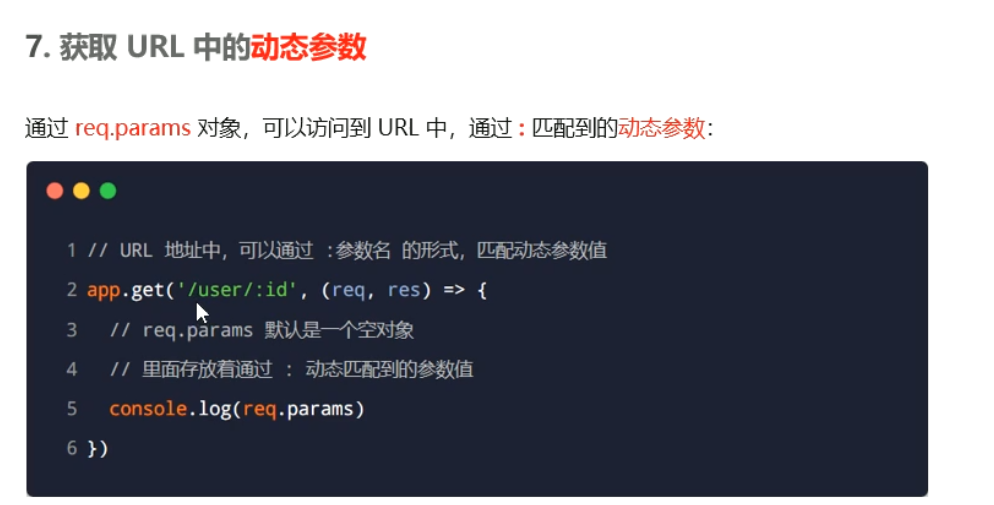 7. 获取 URL 中的动态参数
通过 req.params 对象，可以访问到 URL 中，通过 : 匹配到的动态参数：
1 // URL 地址中，可以通过 :参数名 的形式，匹配动态参数值
2 app.get('/user/:id', (req, res) => {
3   // req.params 默认是一个空对象
4   // 里面存放着通过 : 动态匹配到的参数值
5   console.log(req.params)
6 })